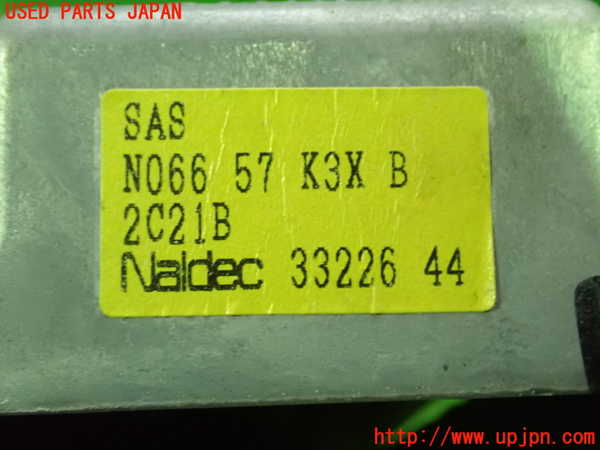 USED PARTS JAPAN
SAS
N066 57 K3X B
2C21B
Naldec 33226 44
http://www.upjpn.com/